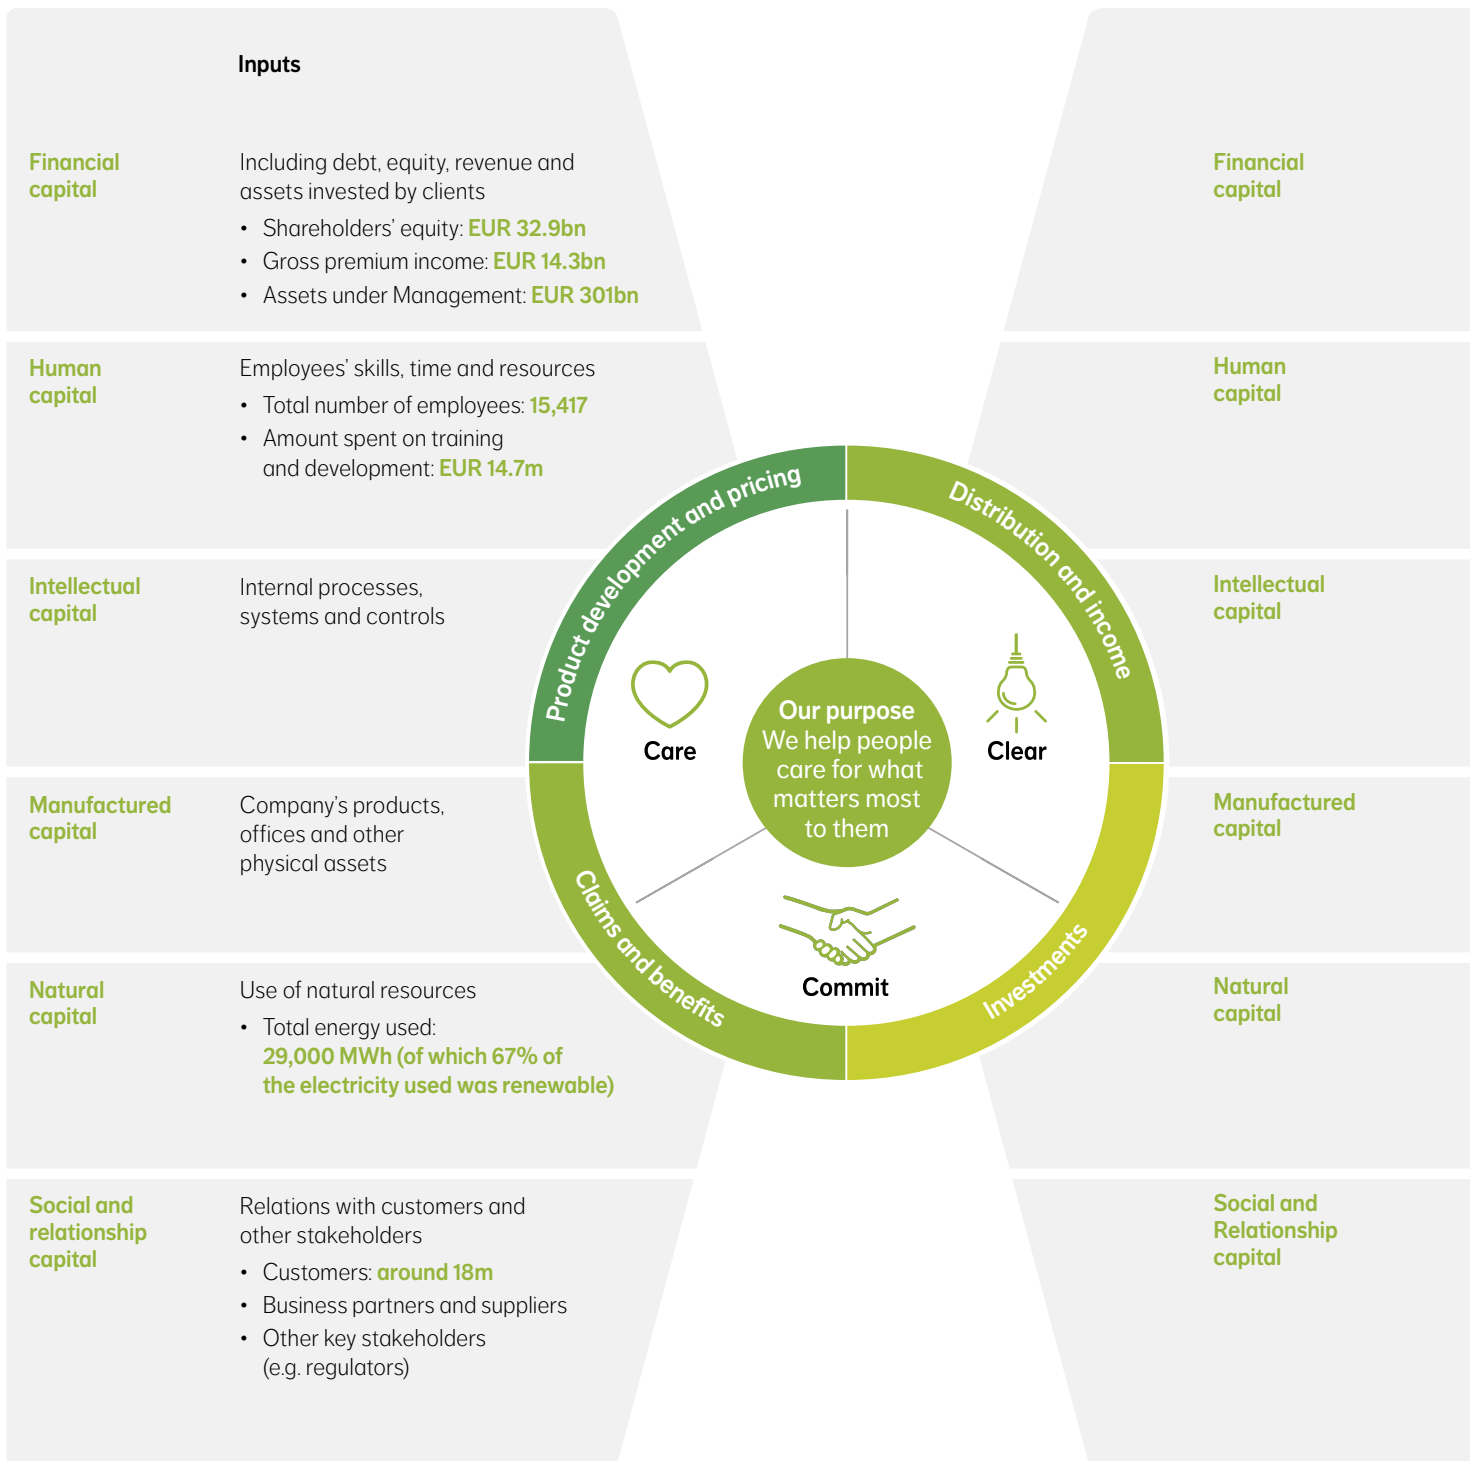 Inputs
Financial
capital
Including debt, equity, revenue and
assets invested by clients
• Shareholders' equity: EUR 32.9bn
• Gross premium income: EUR 14.3bn
• Assets under Management: EUR 301bn
Human
capital
Employees' skills, time and resources
• Total number of employees: 15,417
• Amount spent on training
and development: EUR 14.7m
Intellectual
capital
Internal processes,
systems and controls
Manufactured
capital
Company's products,
offices and other
physical assets
Natural
capital
Use of natural resources
• Total energy used:
29,000 MWh (of which 67% of
the electricity used was renewable)
Social and
relationship
capital
Relations with customers and
other stakeholders
• Customers: around 18m
• Business partners and suppliers
• Other key stakeholders
(e.g. regulators)
Product development and pricing
Distribution and income
Investments
Claims and benefits
Care
Clear
Commit
Our purpose
We help people
care for what
matters most
to them
Financial
capital
Human
capital
Intellectual
capital
Manufactured
capital
Natural
capital
Social and
Relationship
capital